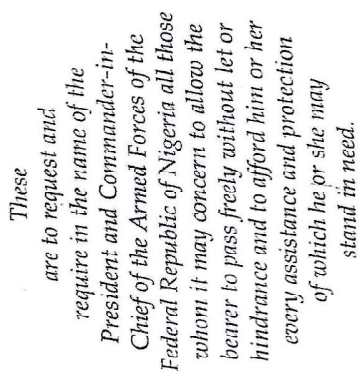 These
are to request and
require in the name of the
President and Commander-in-
Chief of the Armed Forces of the
Federal Republic of Nigeria all those
whom it may concern to allow the
bearer to pass freely without let or
hindrance and to afford him or her
every assistance and protection
of which he or she may
stand in need.